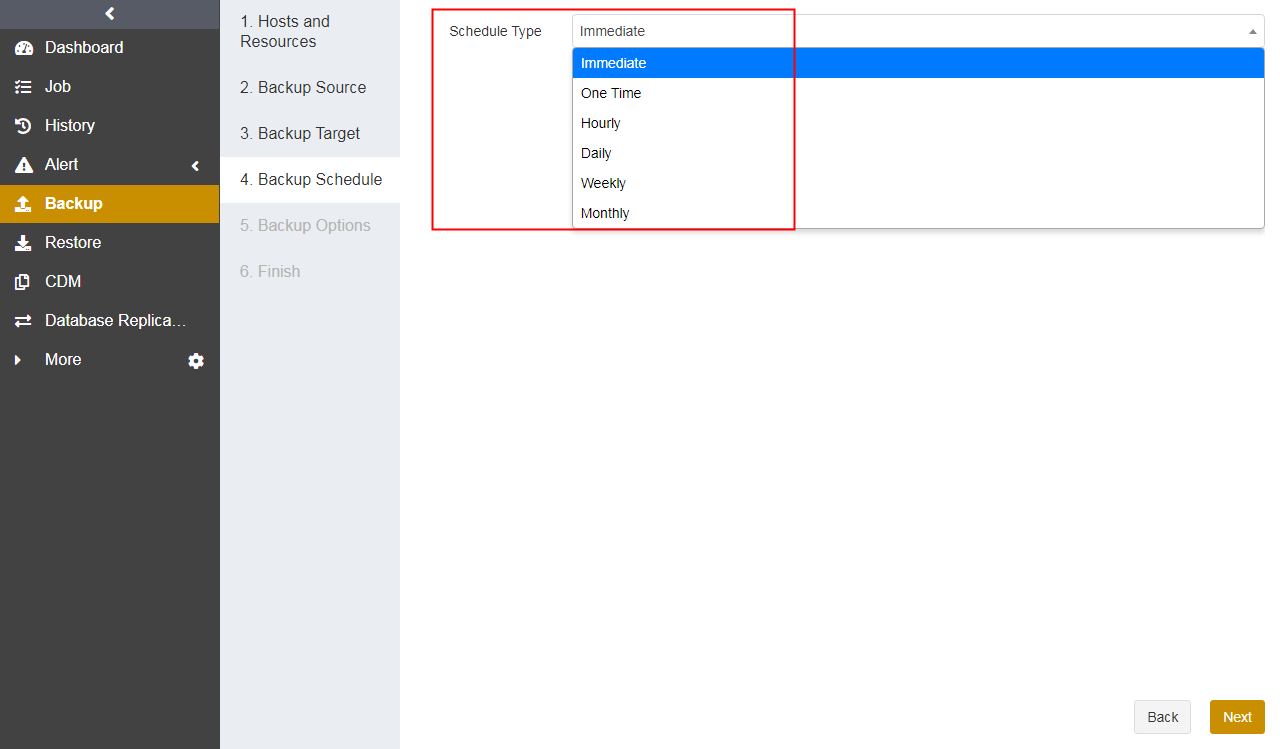 Dashboard
Job
History
Alert
Backup
Restore
CDM
Database Replica…
More
1. Hosts and
Resources
2. Backup Source
3. Backup Target
4. Backup Schedule
5. Backup Options
6. Finish
Schedule Type
Immediate
Immediate
One Time
Hourly
Daily
Weekly
Monthly
Back
Next